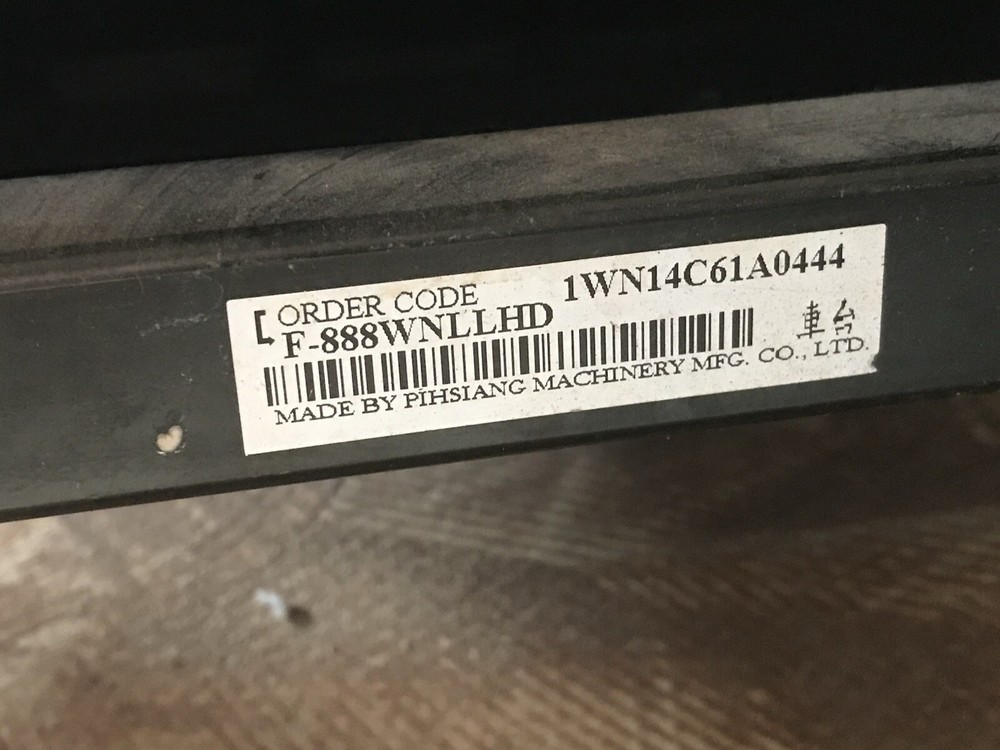 ORDER CODE 1WN14C61A0444
F-888WNLLHD
車台
MADE BY PIHSIANG MACHINERY MFG. CO., LTD.